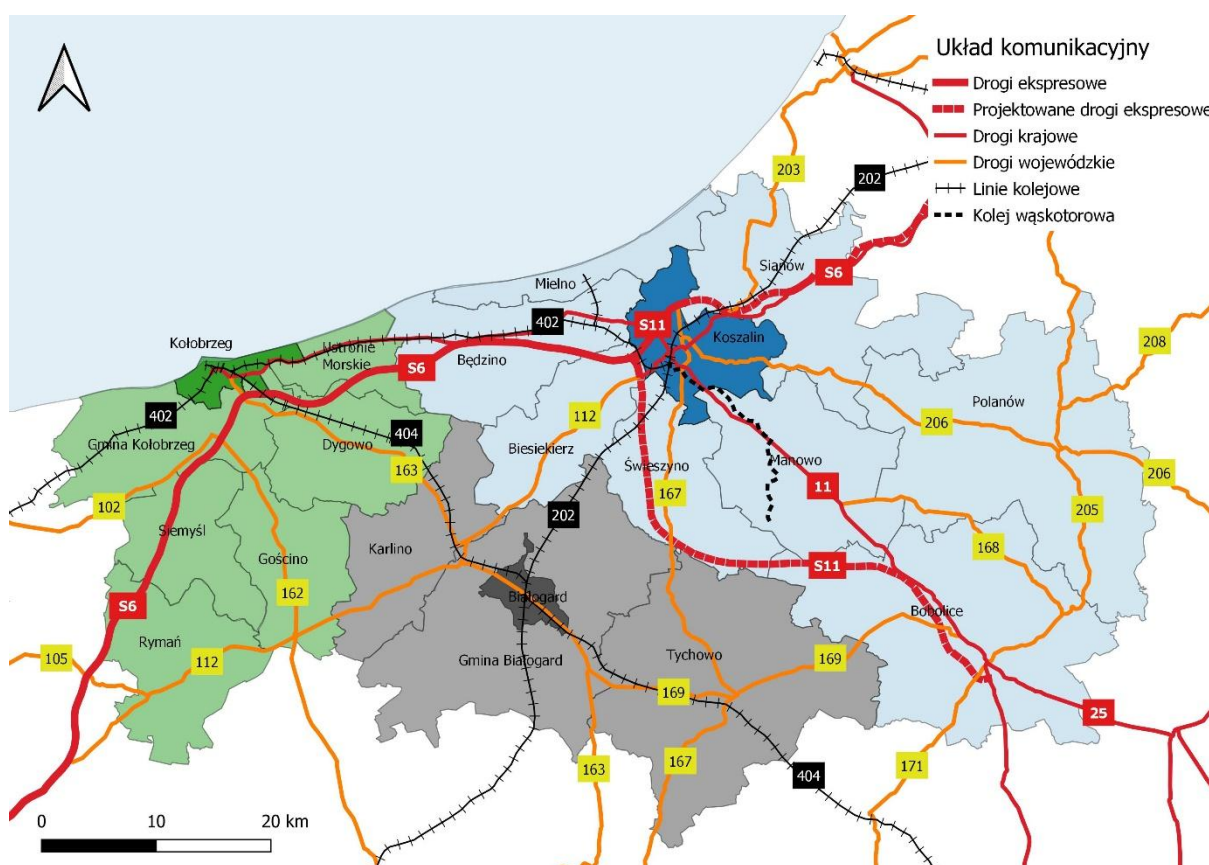 Układ komunikacyjny
Drogi ekspresowe
Projektowane drogi ekspresowe
Drogi krajowe
Drogi wojewódzkie
Linie kolejowe
Kolej wąskotorowa
203
202
Sianów
S6
Mielno
402
S11
Koszalin
Kołobrzeg
Ustronie
Morskie
S6
Będzino
208
402
112
Polanów
206
Gmina Kołobrzeg
404
Dygowo
163
Biesiekierz
Świeszyno
Manowo
206
102
167
11
205
202
Siemyśl
Karlino
168
Gościno
S11
162
Białogard
S6
Bobolice
Rymań
105
112
Gmina Białogard
Tychowo
169
169
25
163
167
404
171
0
10
20 km